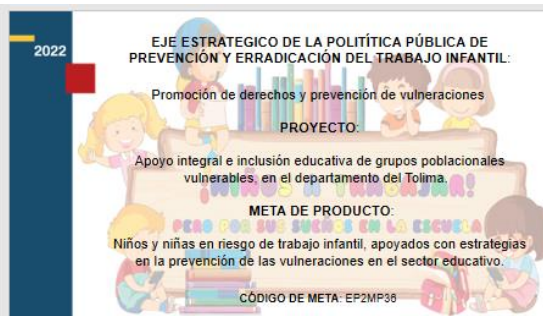 2022
EJE ESTRATEGICO DE LA POLITÍTICA PÚBLICA DE
PREVENCIÓN Y ERRADICACIÓN DEL TRABAJO INFANTIL:
Promoción de derechos y prevención de vulneraciones
PROYECTO:
Apoyo integral e inclusión educativa de grupos poblacionales
vulnerables, en el departamento del Tolima.
¡NIÑOS A TRABAJAR!
META DE PRODUCTO:
PERO POR SUS SUEÑOS EN LA ESCUELA
Niños y niñas en riesgo de trabajo infantil, apoyados con estrategias
en la prevención de las vulneraciones en el sector educativo.
CÓDIGO DE META: EP2MP36